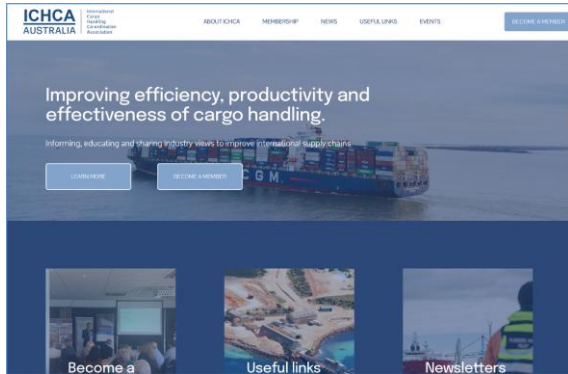 ICHCA
AUSTRALIA
International
Cargo
Handling
Co-ordination
Association
ABOUT ICHCA
MEMBERSHIP
NEWS
USEFUL LINKS
EVENTS
BECOME A MEMBER
Improving efficiency, productivity and
effectiveness of cargo handling.
Informing, educating and sharing industry views to improve international supply chains
LEARN MORE
BECOME A MEMBER
C G M
Become a
Useful links
Newsletters